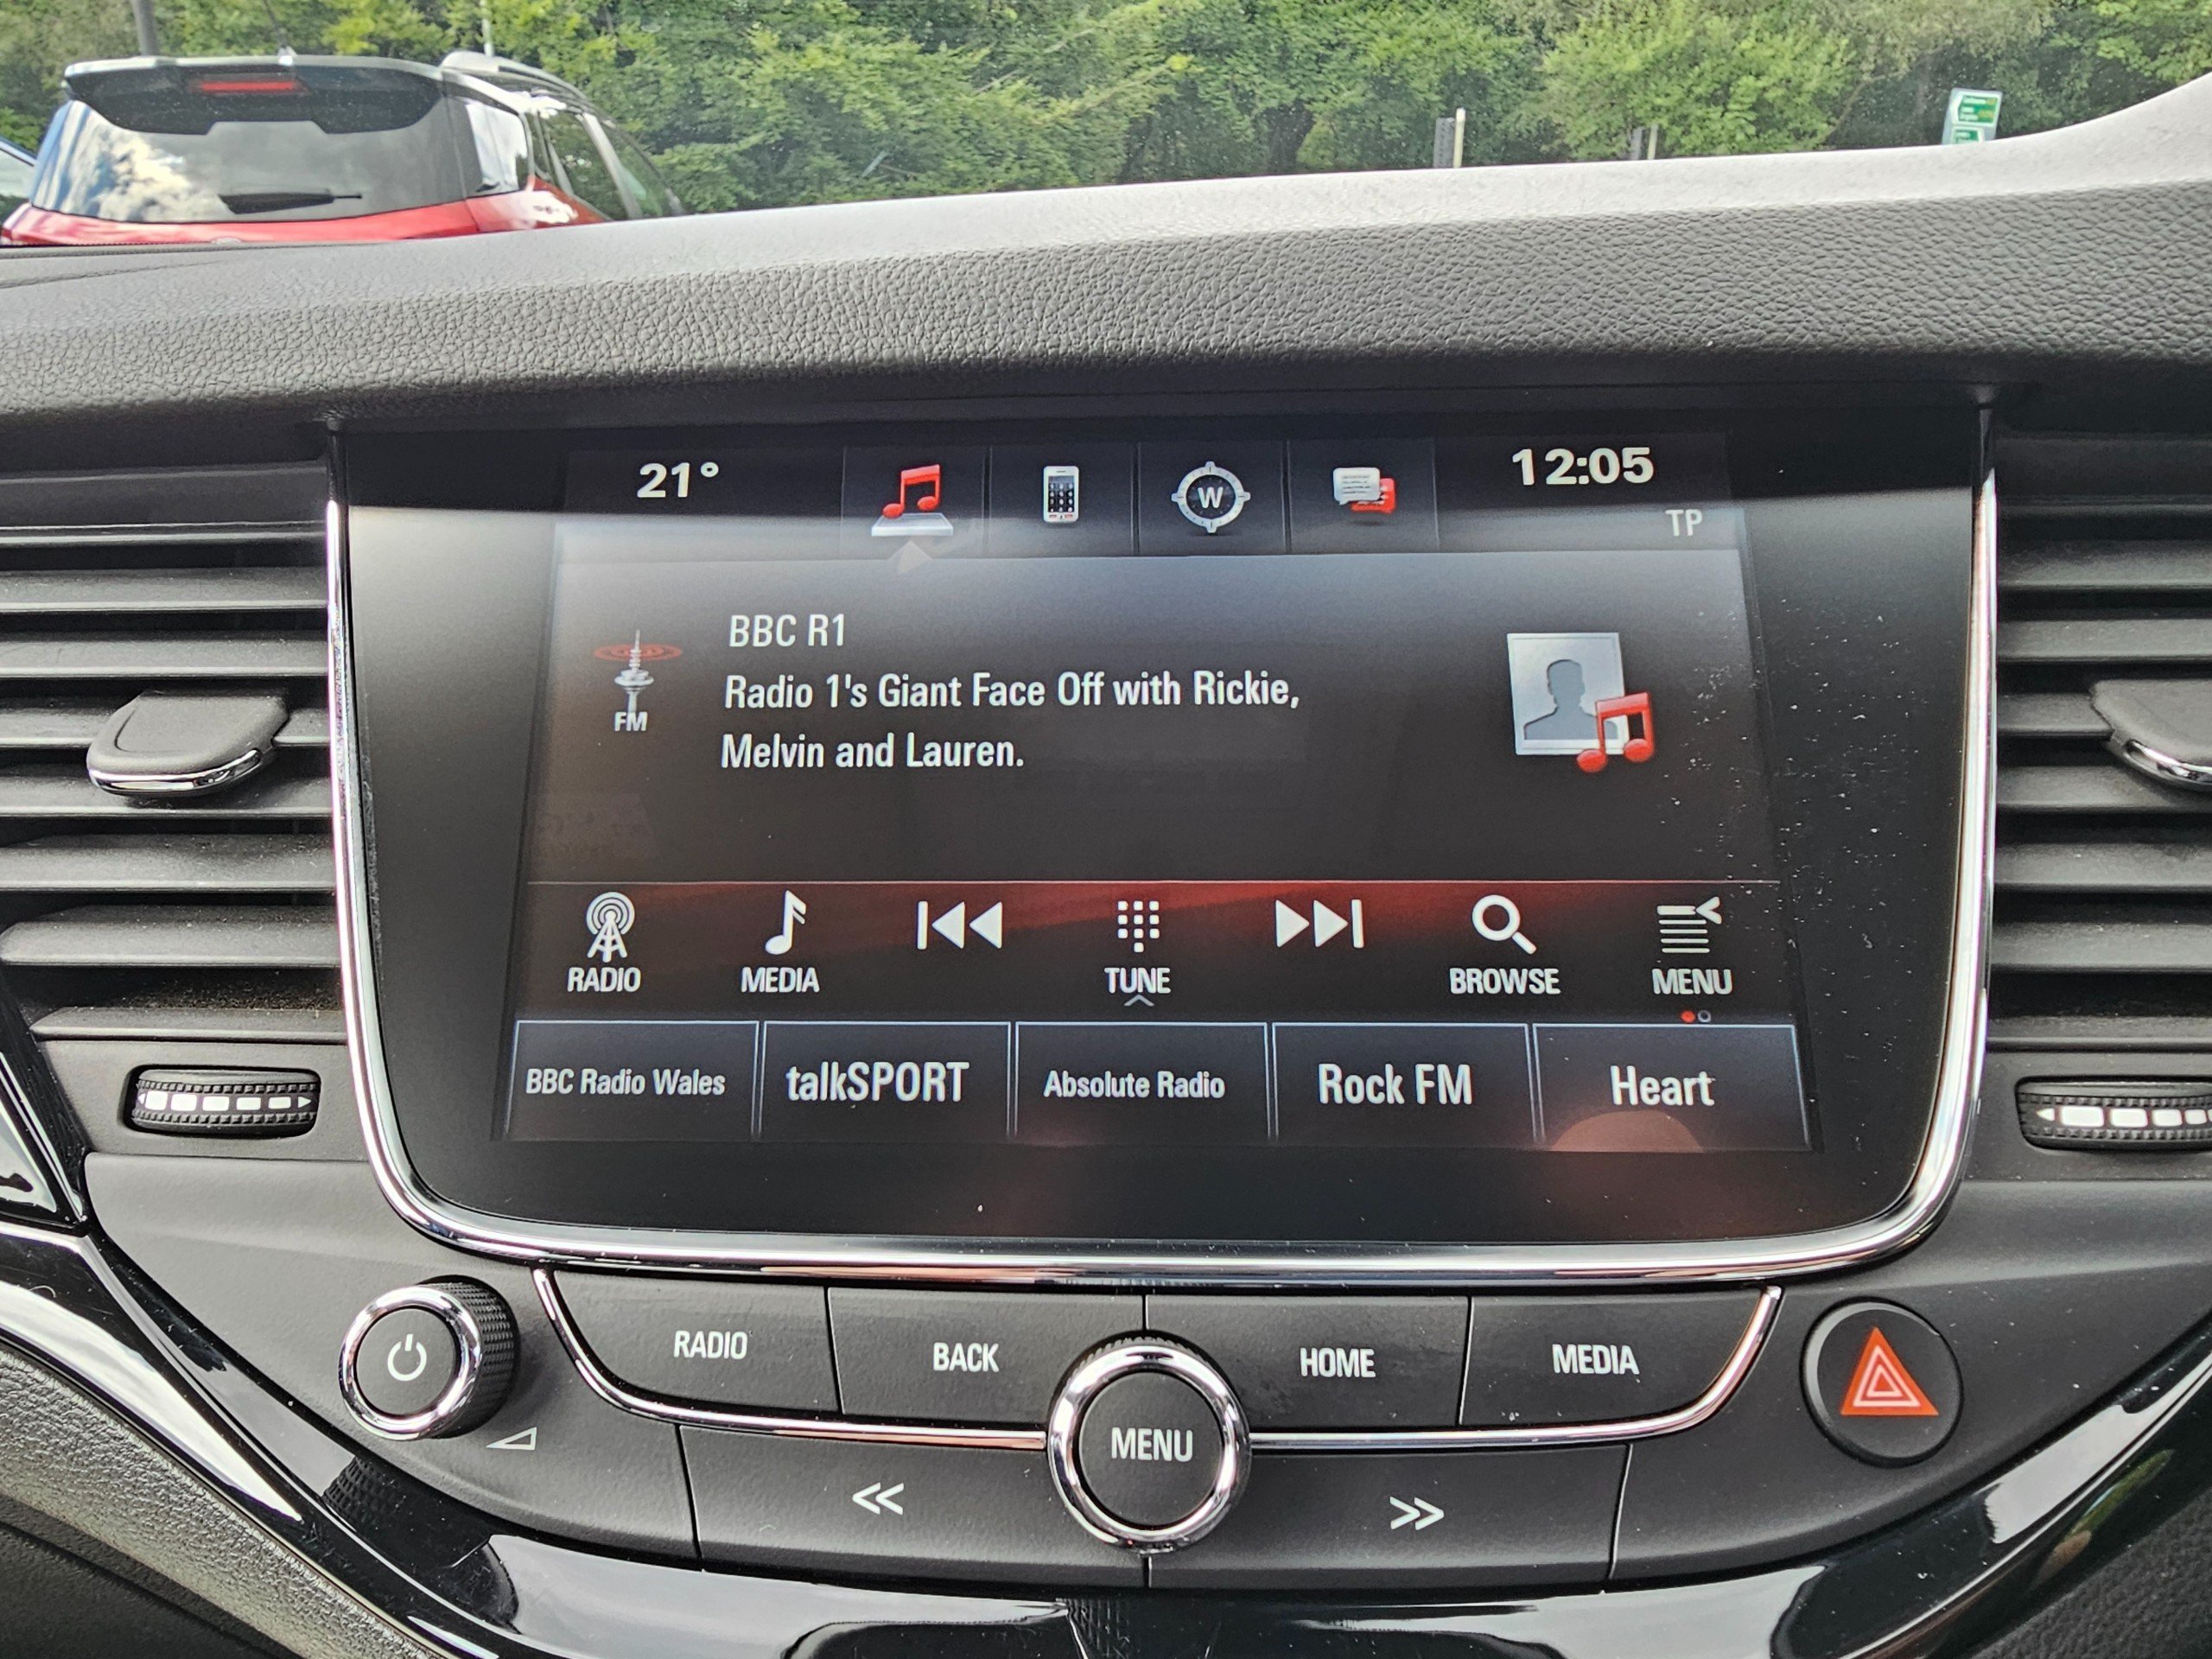 21°
W
12:05
TP
BBC R1
FM
Radio 1's Giant Face Off with Rickie,
Melvin and Lauren.
RADIO
MEDIA
TUNE
BROWSE
MENU
BBC Radio Wales
talkSPORT
Absolute Radio
Rock FM
Heart
RADIO
BACK
HOME
MEDIA
MENU